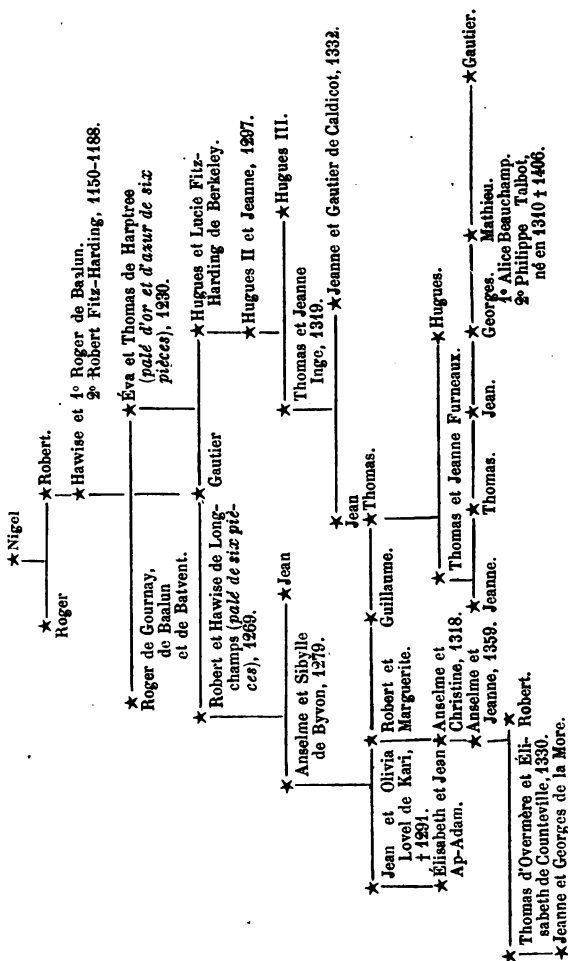 Nigel
Roger
Robert.
Hawise et 1º Roger de Baalun.
2º Robert Fitz-Harding, 1150-1188.
Roger de Gournay,
de Baalun
et de Batvent.
Éva et Thomas de Harptree
(palé d'or et d'azur de six
pièces), 1230.
Robert et Hawise de Long-
champs (palé de six piè-
ces), 1269.
Gautier
Hugues et Lucie Fitz-
Harding de Berkeley.
Hugues II et Jeanne, 1297.
Anselme et Sibylle
de Byvon, 1279.
Jean
Thomas et Jeanne
Inge, 1319.
Hugues III.
Jean
Jeanne et Gautier de Caldicot, 1332.
Jean et Olivia
Lovel de Kari,
† 1291.
Robert et
Marguerite.
Guillaume.
Thomas.
Élisabeth et Jean
Ap-Adam.
Anselme et
Christine, 1318.
Thomas et Jeanne Furneaux.
Hugues.
Anselme et
Jeanne, 1359.
Jeanne.
Thomas.
Jean.
Georges.
Mathieu.
Gautier.
1º Alice Beauchamp.
2º Philippe Talbot,
né en 1310 † 1406.
Thomas d'Overmère et Éli-
sabeth de Counteville, 1330.
Robert.
Jeanne et Georges de la More.